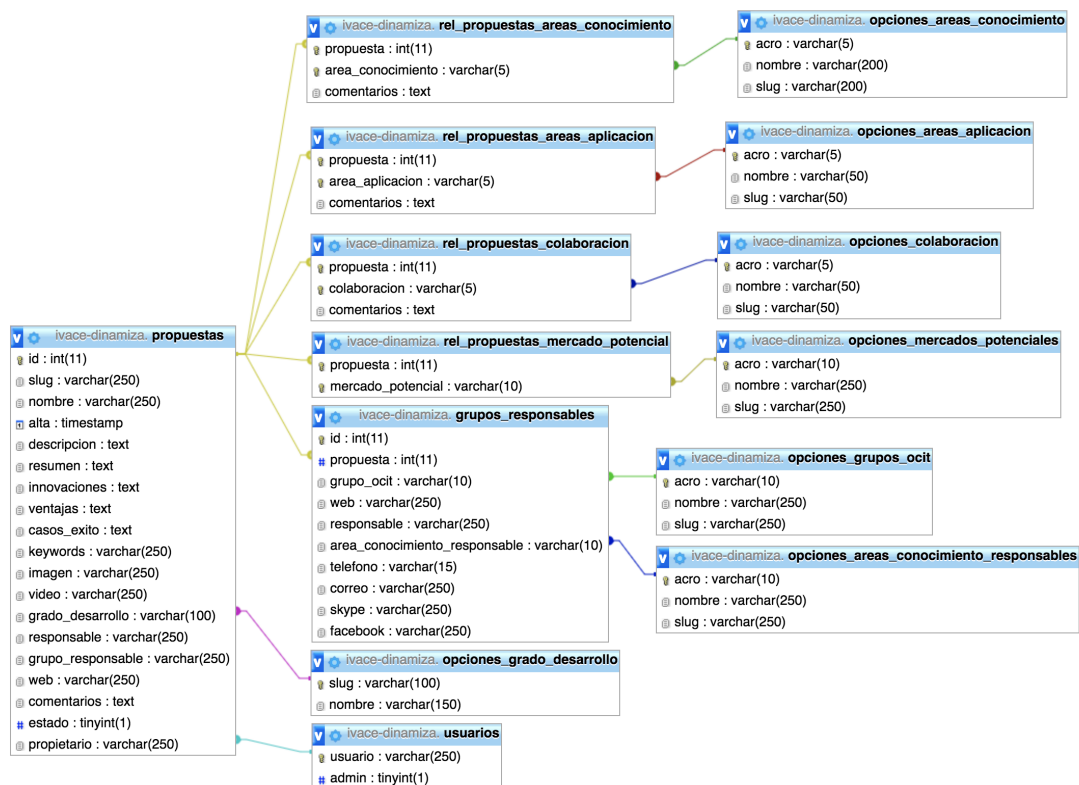 ivace-dinamiza. rel_propuestas_areas_conocimiento
propuesta : int(11)
area_conocimiento : varchar(5)
comentarios : text
ivace-dinamiza. opciones_areas_conocimiento
acro : varchar(5)
nombre : varchar(200)
slug : varchar(200)
ivace-dinamiza. rel_propuestas_areas_aplicacion
propuesta : int(11)
area_aplicacion : varchar(5)
comentarios : text
ivace-dinamiza. opciones_areas_aplicacion
acro : varchar(5)
nombre : varchar(50)
slug : varchar(50)
ivace-dinamiza. rel_propuestas_colaboracion
propuesta : int(11)
colaboracion : varchar(5)
comentarios : text
ivace-dinamiza. opciones_colaboracion
acro : varchar(5)
nombre : varchar(50)
slug : varchar(50)
ivace-dinamiza. propuestas
id : int(11)
slug : varchar(250)
nombre : varchar(250)
alta : timestamp
descripcion : text
resumen : text
innovaciones : text
ventajas : text
casos_exito : text
keywords : varchar(250)
imagen : varchar(250)
video : varchar(250)
grado_desarrollo : varchar(100)
responsable : varchar(250)
grupo_responsable : varchar(250)
web : varchar(250)
comentarios : text
estado : tinyint(1)
propietario : varchar(250)
ivace-dinamiza. rel_propuestas_mercado_potencial
propuesta : int(11)
mercado_potencial : varchar(10)
ivace-dinamiza. opciones_mercados_potenciales
acro : varchar(10)
nombre : varchar(250)
slug : varchar(250)
ivace-dinamiza. grupos_responsables
id : int(11)
propuesta : int(11)
grupo_ocit : varchar(10)
web : varchar(250)
responsable : varchar(250)
area_conocimiento_responsable : varchar(10)
telefono : varchar(15)
correo : varchar(250)
skype : varchar(250)
facebook : varchar(250)
ivace-dinamiza. opciones_grupos_ocit
acro : varchar(10)
nombre : varchar(250)
slug : varchar(250)
ivace-dinamiza. opciones_areas_conocimiento_responsables
acro : varchar(10)
nombre : varchar(250)
slug : varchar(250)
ivace-dinamiza. opciones_grado_desarrollo
slug : varchar(100)
nombre : varchar(150)
ivace-dinamiza. usuarios
usuario : varchar(250)
admin : tinyint(1)